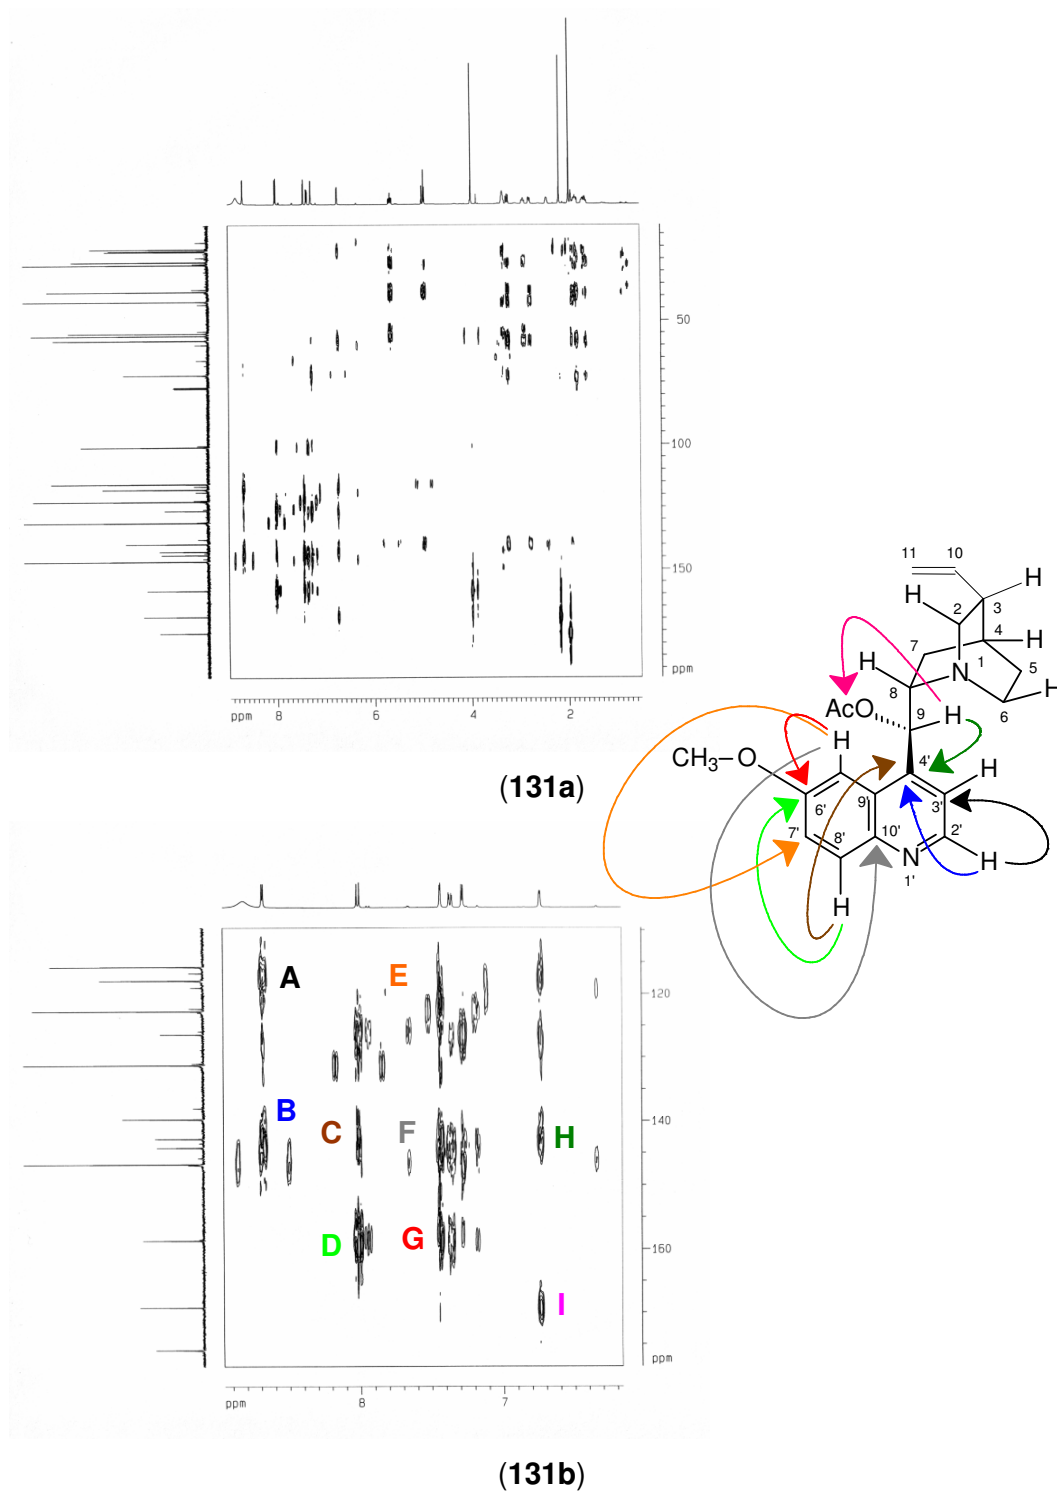 50
100
150
ppm
ppm
8
6
4
2
(131a)
11
10
H
H
2
3
4
H
7
1
H
N
5
8
H
6
AcO
9
H
H
CH3–O
4'
H
6'
9'
3'
7'
10'
2'
8'
N
H
1'
H
A
E
120
B
140
C
F
H
D
G
160
I
ppm
ppm
8
7
(131b)